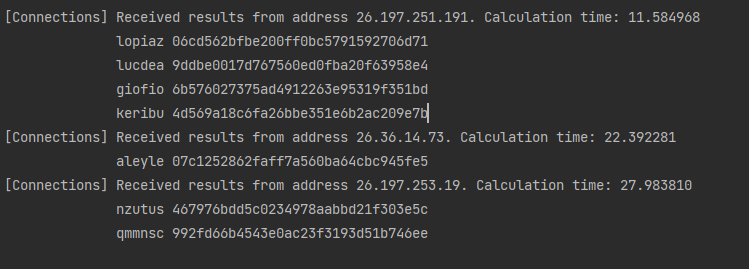 [Connections] Received results from address 26.197.251.191. Calculation time: 11.584968
lopiaz 06cd562bfbe200ff0bc5791592706d71
lucdea 9ddbe0017d767560ed0fba20f63958e4
giofio 6b576027375ad4912263e95319f351bd
keribu 4d569a18c6fa26bbe351e6b2ac209e7b
[Connections] Received results from address 26.36.14.73. Calculation time: 22.392281
aleyle 07c1252862faff7a560ba64cbc945fe5
[Connections] Received results from address 26.197.253.19. Calculation time: 27.983810
nzutus 467976bdd5c0234978aabbd21f303e5c
qmmnsc 992fd66b4543e0ac23f3193d51b746ee